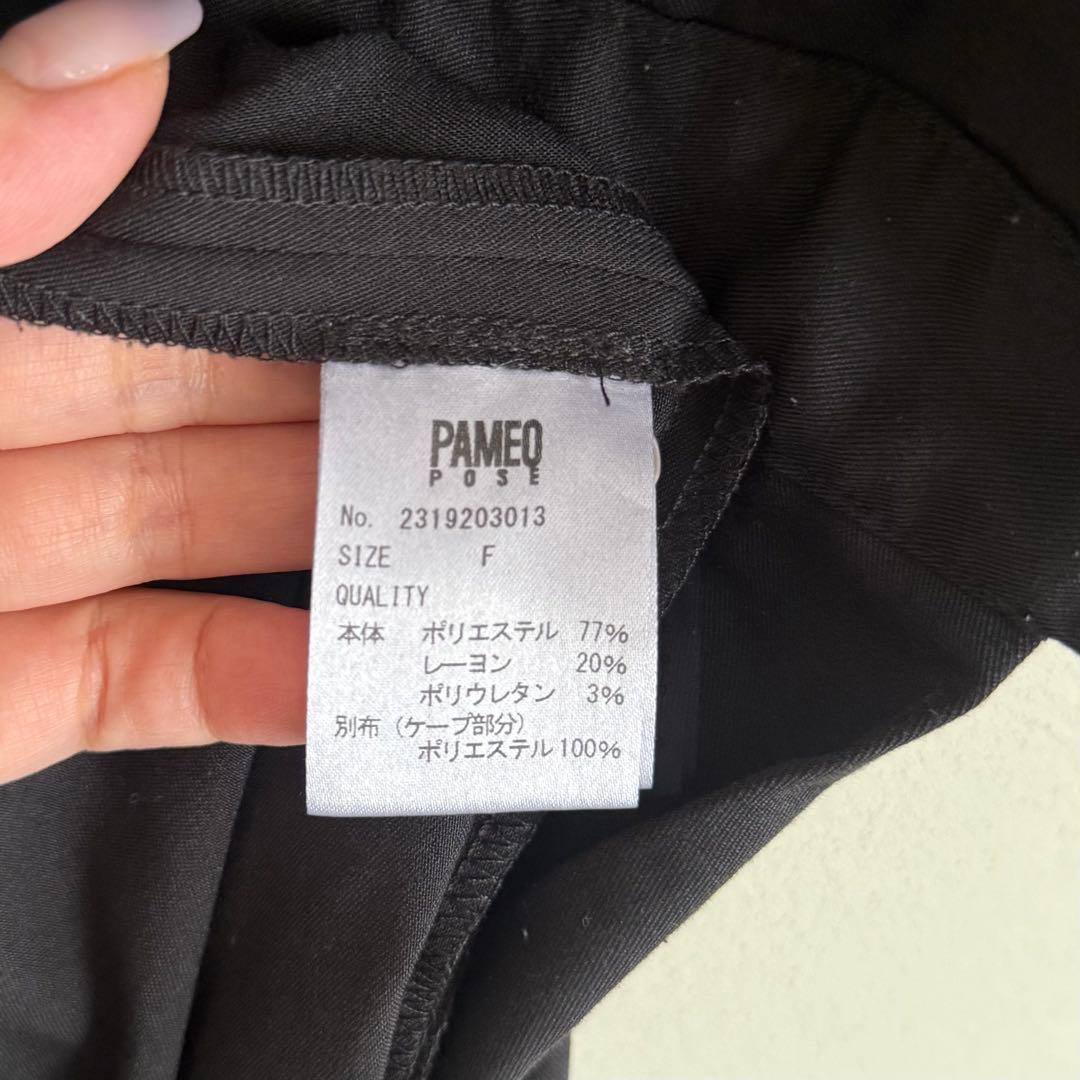 PAMEO
POSE
No. 2319203013
SIZE F
QUALITY
本体 ポリエステル 77%
レーヨン 20%
ポリウレタン 3%
別布(ケープ部分)
ポリエステル100%